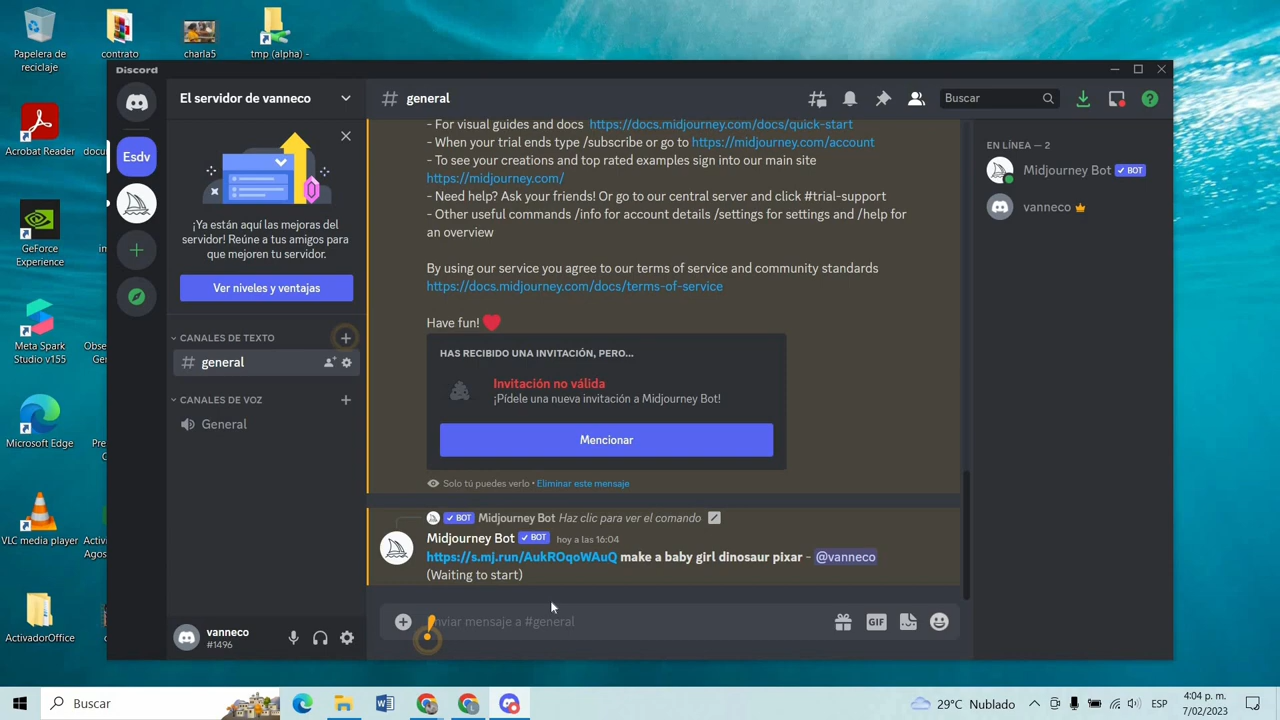 Papelera de
reciclaje
contrato
charla5
tmp (alpha) -
Discord
El servidor de vanneco
general
Buscar
Acrobat Reader
docu
Esdv
- For visual guides and docs https://docs.midjourney.com/docs/quick-start
- When your trial ends type /subscribe or go to https://midjourney.com/account
- To see your creations and top rated examples sign into our main site
https://midjourney.com/
- Need help? Ask your friends! Or go to our central server and click #trial-support
- Other useful commands /info for account details /settings for settings and /help for
an overview
By using our service you agree to our terms of service and community standards
https://docs.midjourney.com/docs/terms-of-service
Have fun!
EN LÍNEA — 2
Midjourney Bot BOT
vanneco
¡Ya están aquí las mejoras del
servidor! Reúne a tus amigos para
que mejoren tu servidor.
Ver niveles y ventajas
GeForce
Experience
im
CANALES DE TEXTO
general
CANALES DE VOZ
General
Meta Spark
Studio v155
Obse
Ger
HAS RECIBIDO UNA INVITACIÓN, PERO...
Invitación no válida
¡Pídele una nueva invitación a Midjourney Bot!
Mencionar
Solo tú puedes verlo • Eliminar este mensaje
Microsoft Edge
Pre
C
BOT Midjourney Bot Haz clic para ver el comando
Midjourney Bot BOT hoy a las 16:04
https://s.mj.run/AukROqoWAuQ make a baby girl dinosaur pixar - @vanneco
(Waiting to start)
VLC media player
A
Agos
nviar mensaje a #general
GIF
ActivadorOffice
c
vanneco
#1496
Buscar
29°C Nublado
ESP
4:04 p. m.
7/02/2023